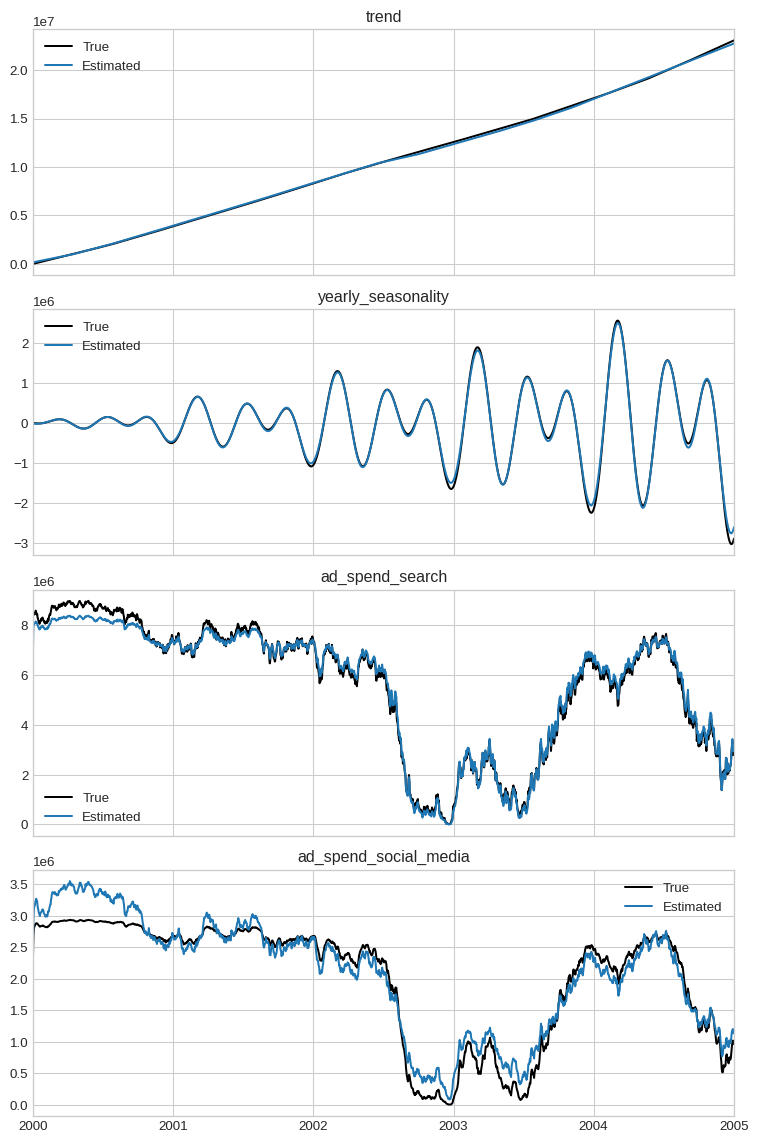 trend
1e7
True
Estimated
2.0
1.5
1.0
0.5
0.0
yearly_seasonality
1e6
True
Estimated
2
1
0
−1
−2
−3
ad_spend_search
1e6
8
6
4
2
0
True
Estimated
ad_spend_social_media
1e6
True
Estimated
3.5
3.0
2.5
2.0
1.5
1.0
0.5
0.0
2000 2001 2002 2003 2004 2005